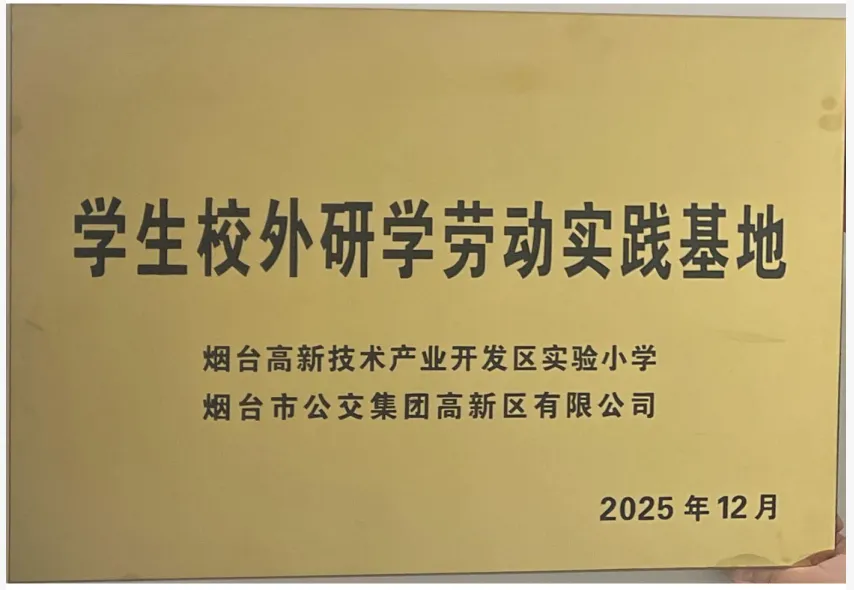 学生校外研学劳动实践基地
烟台高新技术产业开发区实验小学
烟台市公交集团高新区有限公司
2025年12月